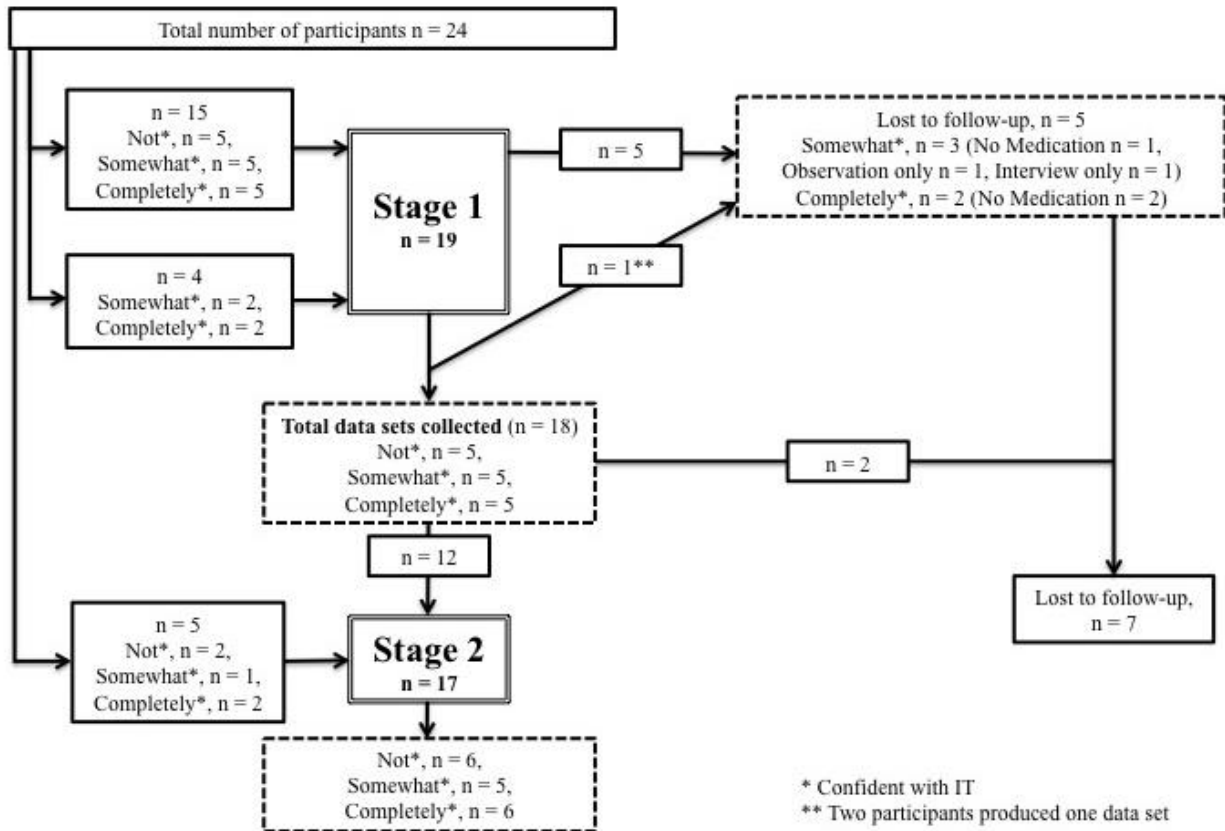 Total number of participants n = 24
n = 15
Not*, n = 5,
Somewhat*, n = 5,
Completely*, n = 5
Stage 1
n = 19
n = 5
Lost to follow-up, n = 5
Somewhat*, n = 3 (No Medication n = 1,
Observation only n = 1, Interview only n = 1)
Completely*, n = 2 (No Medication n = 2)
n = 1**
n = 4
Somewhat*, n = 2,
Completely*, n = 2
Total data sets collected (n = 18)
Not*, n = 5,
Somewhat*, n = 5,
Completely*, n = 5
n = 2
n = 12
Lost to follow-up,
n = 7
n = 5
Not*, n = 2,
Somewhat*, n = 1,
Completely*, n = 2
Stage 2
n = 17
Not*, n = 6,
Somewhat*, n = 5,
Completely*, n = 6
* Confident with IT
** Two participants produced one data set